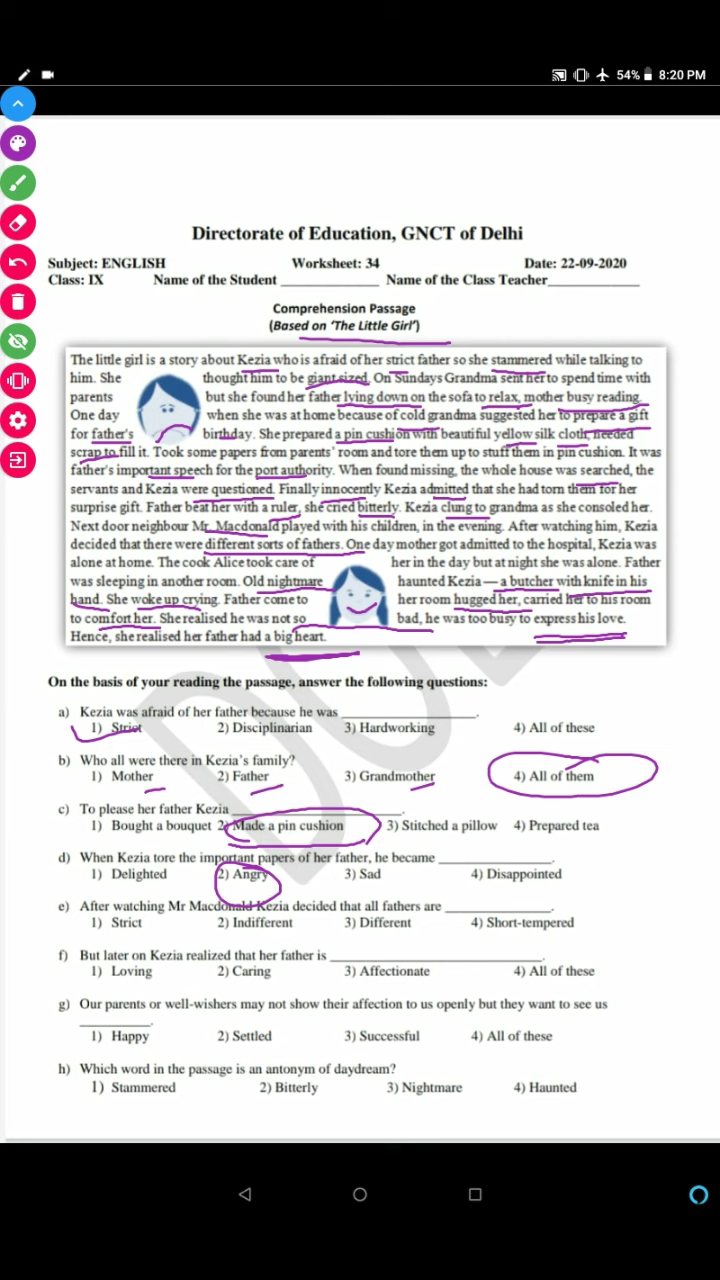 54% 8:20 PM
Directorate of Education, GNCT of Delhi
Subject: ENGLISH Worksheet: 34 Date: 22-09-2020
Class: IX Name of the Student ____________ Name of the Class Teacher____________
Comprehension Passage
(Based on 'The Little Girl')
The little girl is a story about Kezia who is afraid of her strict father so she stammered while talking to
him. She thought him to be giant sized. On Sundays Grandma sent her to spend time with
parents but she found her father lying down on the sofa to relax, mother busy reading.
One day when she was at home because of cold grandma suggested her to prepare a gift
for father's birthday. She prepared a pin cushion with beautiful yellow silk cloth, needed
scrap to fill it. Took some papers from parents' room and tore them up to stuff them in pin cushion. It was
father's important speech for the port authority. When found missing, the whole house was searched, the
servants and Kezia were questioned. Finally innocently Kezia admitted that she had torn them for her
surprise gift. Father beat her with a ruler, she cried bitterly. Kezia clung to grandma as she consoled her.
Next door neighbour Mr. Macdonald played with his children, in the evening. After watching him, Kezia
decided that there were different sorts of fathers. One day mother got admitted to the hospital, Kezia was
alone at home. The cook Alice took care of her in the day but at night she was alone. Father
was sleeping in another room. Old nightmare haunted Kezia — a butcher with knife in his
hand. She woke up crying. Father come to her room hugged her, carried her to his room
to comfort her. She realised he was not so bad, he was too busy to express his love.
Hence, she realised her father had a big heart.
On the basis of your reading the passage, answer the following questions:
a) Kezia was afraid of her father because he was ____________.
1) Strict 2) Disciplinarian 3) Hardworking 4) All of these
b) Who all were there in Kezia's family?
1) Mother 2) Father 3) Grandmother 4) All of them
c) To please her father Kezia ____________.
1) Bought a bouquet 2) Made a pin cushion 3) Stitched a pillow 4) Prepared tea
d) When Kezia tore the important papers of her father, he became ____________.
1) Delighted 2) Angry 3) Sad 4) Disappointed
e) After watching Mr Macdonald Kezia decided that all fathers are ____________.
1) Strict 2) Indifferent 3) Different 4) Short-tempered
f) But later on Kezia realized that her father is ____________.
1) Loving 2) Caring 3) Affectionate 4) All of these
g) Our parents or well-wishers may not show their affection to us openly but they want to see us
____________.
1) Happy 2) Settled 3) Successful 4) All of these
h) Which word in the passage is an antonym of daydream?
1) Stammered 2) Bitterly 3) Nightmare 4) Haunted